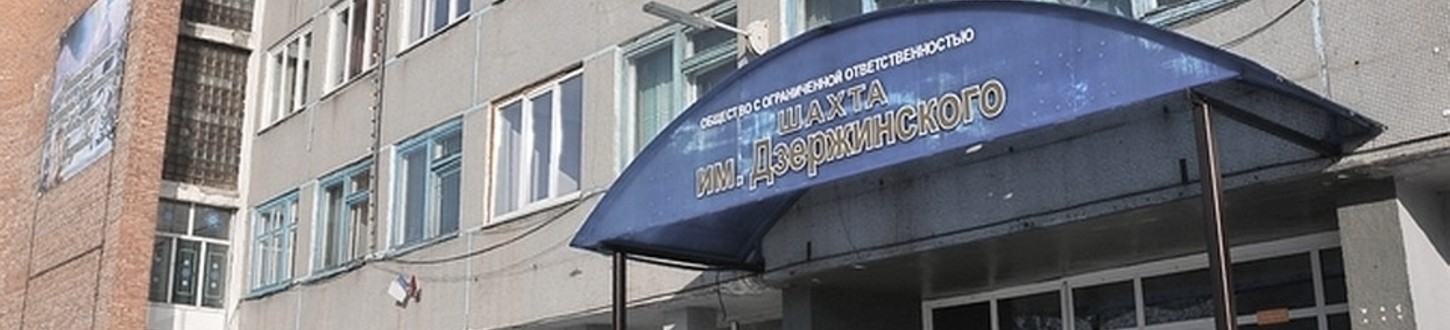 ОБЩЕСТВО С ОГРАНИЧЕННОЙ ОТВЕТСТВЕННОСТЬЮ
ШАХТА
им. Дзержинского